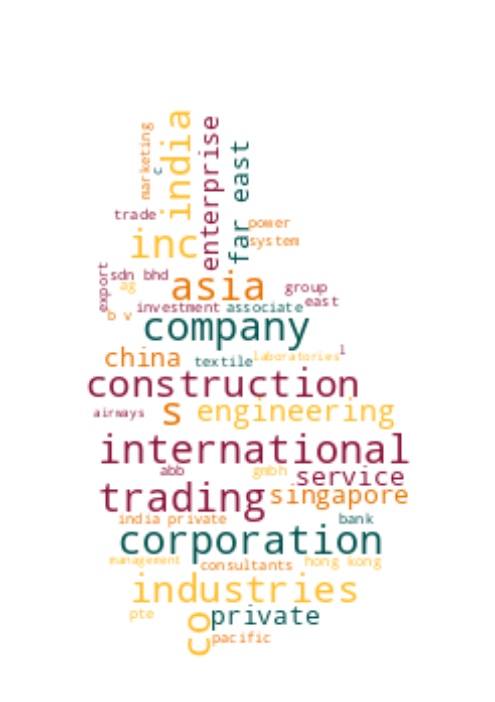 marketing
c
india
enterprise
far east
trade
power
inc
system
export
sdn bhd
ag
asia
group
east
b v
investment
associate
company
l
china
textile
laboratories
construction
airways
s
engineering
international
abb
gmbh
service
trading
singapore
india private
bank
corporation
management
consultants
hong kong
industries
pte
co
private
pacific